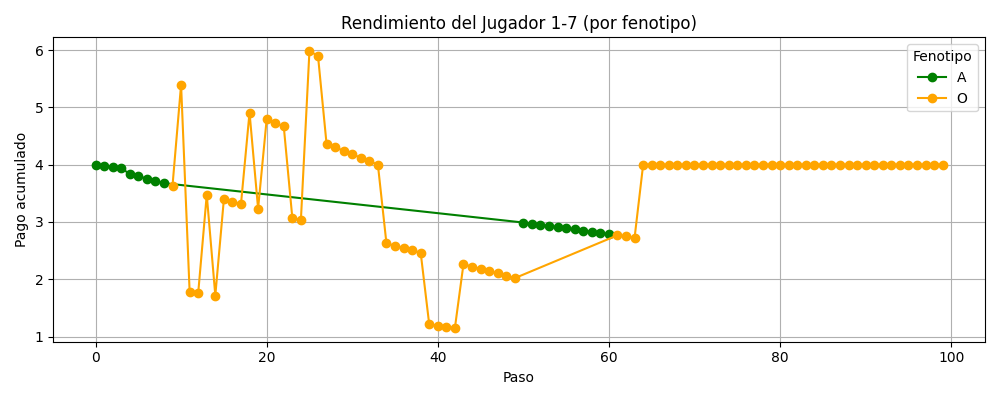 Rendimiento del Jugador 1-7 (por fenotipo)
Pago acumulado
6
5
4
3
2
1
Fenotipo
A
O
0 20 40 60 80 100
Paso